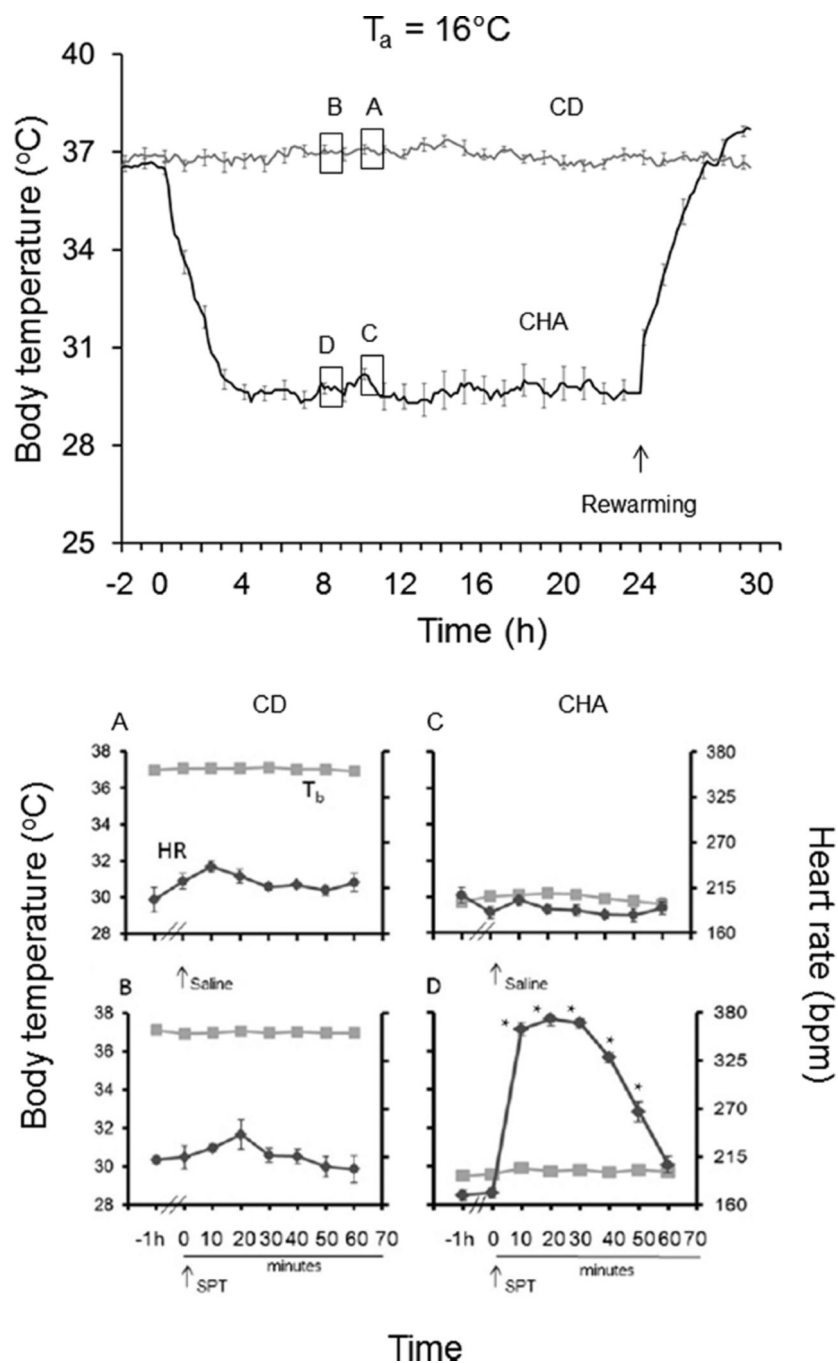 Tₐ = 16°C
Body temperature (°C)
40
37
34
31
28
25
B A CD
D C CHA
Rewarming
-2 0 4 8 12 16 20 24 30
Time (h)
CD CHA
A
C
Body temperature (°C)
Heart rate (bpm)
38
36
34
32
30
28
T_b
HR
380
325
270
215
160
Saline
Saline
B
D
38
36
34
32
30
28
* * * * *
380
325
270
215
160
-1h 0 10 20 30 40 50 60 70
-1h 0 10 20 30 40 50 60 70
minutes
minutes
SPT
SPT
Time